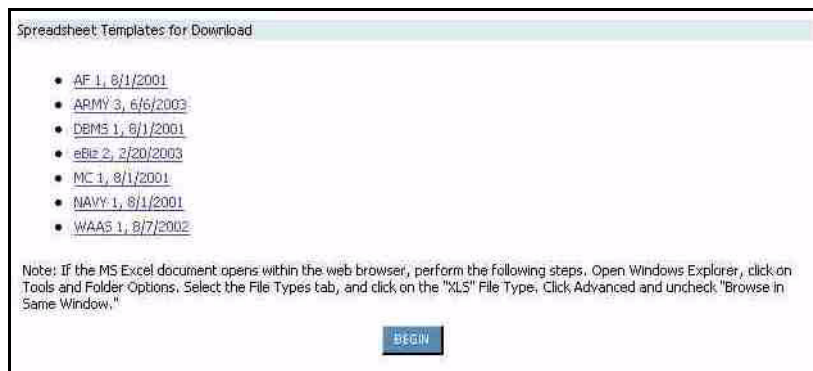 Spreadsheet Templates for Download
AF 1, 8/1/2001
ARMY 3, 6/6/2003
DBMS 1, 8/1/2001
eBiz 2, 2/20/2003
MC 1, 8/1/2001
NAVY 1, 8/1/2001
WAAS 1, 8/7/2002
Note: If the MS Excel document opens within the web browser, perform the following steps. Open Windows Explorer, click on
Tools and Folder Options. Select the File Types tab, and click on the "XLS" File Type. Click Advanced and uncheck "Browse in
Same Window."
BEGIN